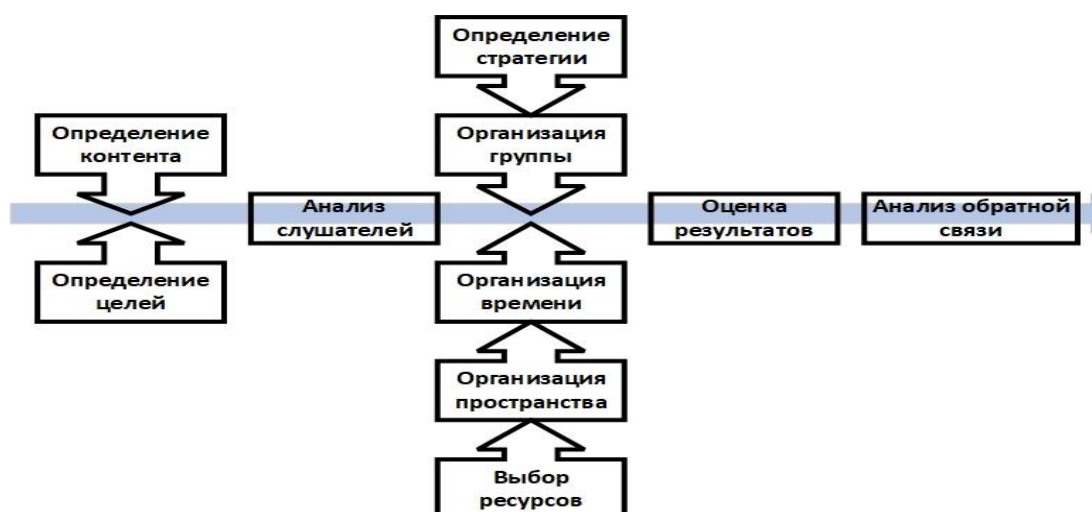 Определение
стратегии
Определение
контента
Организация
группы
Анализ
слушателей
Оценка
результатов
Анализ обратной
связи
Определение
целей
Организация
времени
Организация
пространства
Выбор
ресурсов